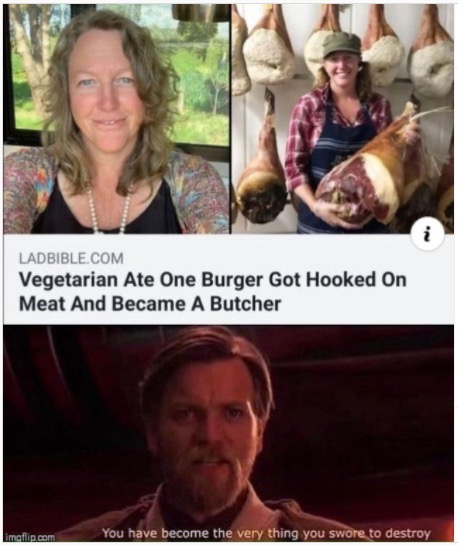 i
LADBIBLE.COM
Vegetarian Ate One Burger Got Hooked On
Meat And Became A Butcher
You have become the very thing you swore to destroy
imgflip.com